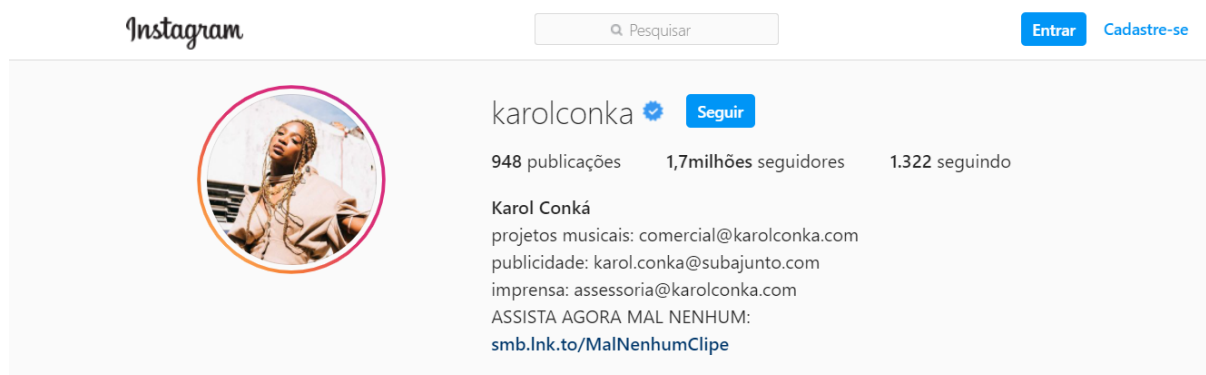 Instagram
Pesquisar
Entrar Cadastre-se
karolconka Seguir
948 publicações 1,7milhões seguidores 1.322 seguindo
Karol Conká
projetos musicais: comercial@karolconka.com
publicidade: karol.conka@subajunto.com
imprensa: assessoria@karolconka.com
ASSISTA AGORA MAL NENHUM:
smb.lnk.to/MalNenhumClipe